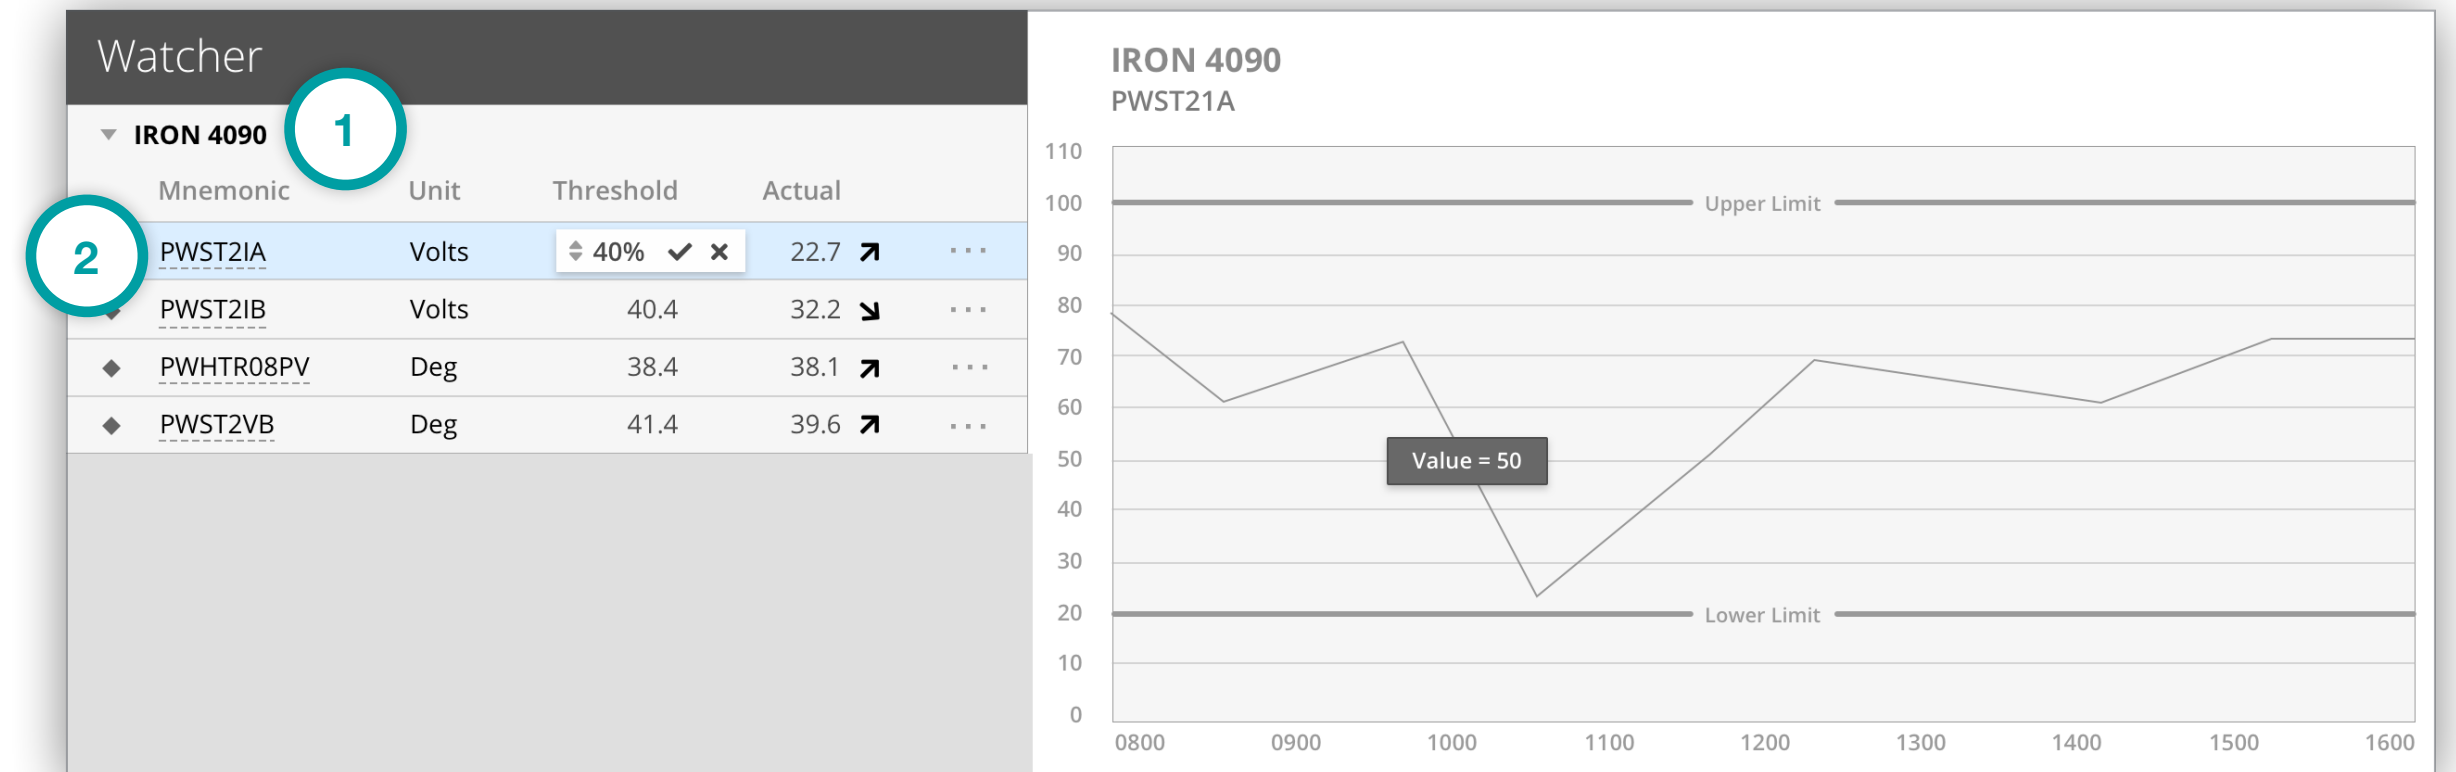 Watcher
1
IRON 4090
Mnemonic Unit Threshold Actual
2
PWST2IA Volts 40% 22.7
PWST2IB Volts 40.4 32.2
PWHTR08PV Deg 38.4 38.1
PWST2VB Deg 41.4 39.6
IRON 4090
PWST21A
110
100
Upper Limit
90
80
70
60
50
Value = 50
40
30
20
Lower Limit
10
0
0800 0900 1000 1100 1200 1300 1400 1500 1600